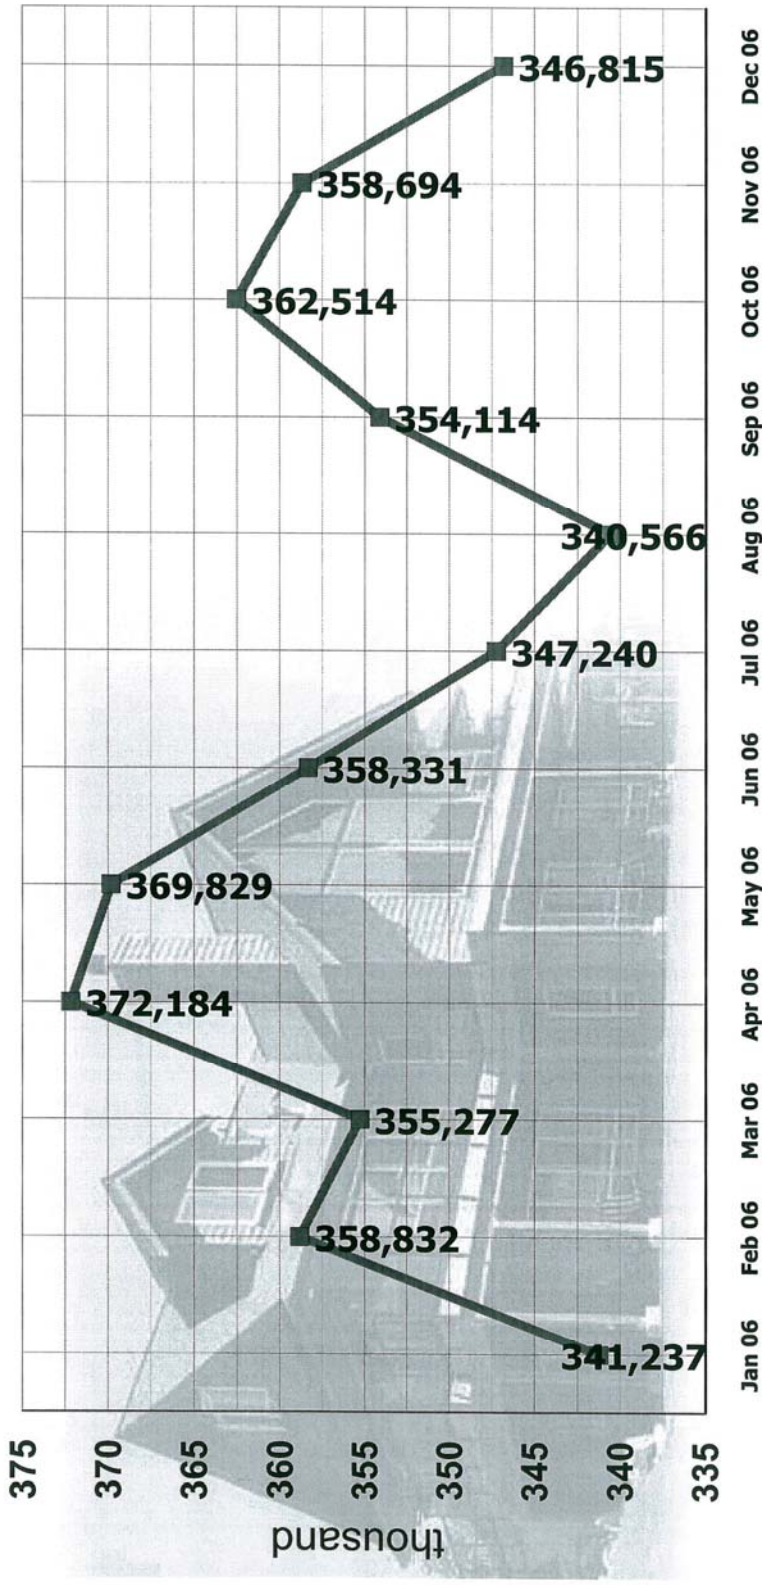 375
370
365
360
355
350
345
340
335
thousand
341,237
358,832
355,277
372,184
369,829
358,331
347,240
340,566
354,114
362,514
358,694
346,815
Jan 06
Feb 06
Mar 06
Apr 06
May 06
Jun 06
Jul 06
Aug 06
Sep 06
Oct 06
Nov 06
Dec 06